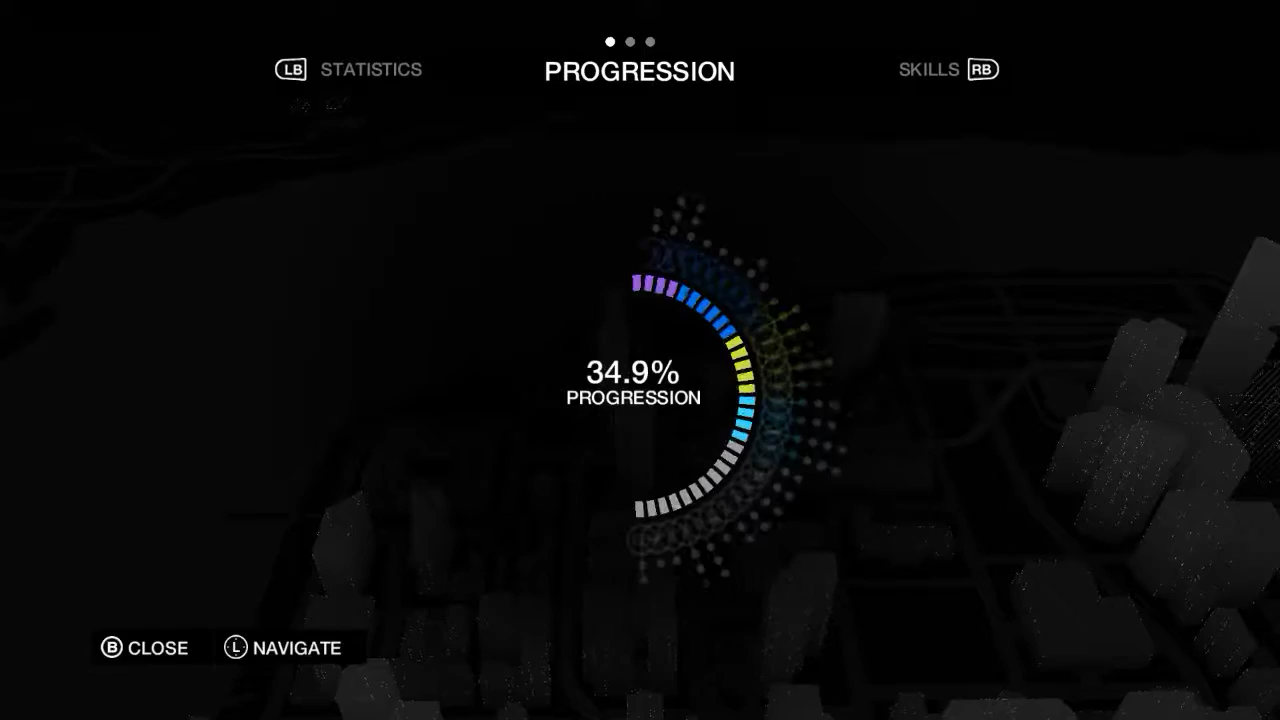 LB STATISTICS
PROGRESSION
SKILLS RB
34.9%
PROGRESSION
B CLOSE
L NAVIGATE